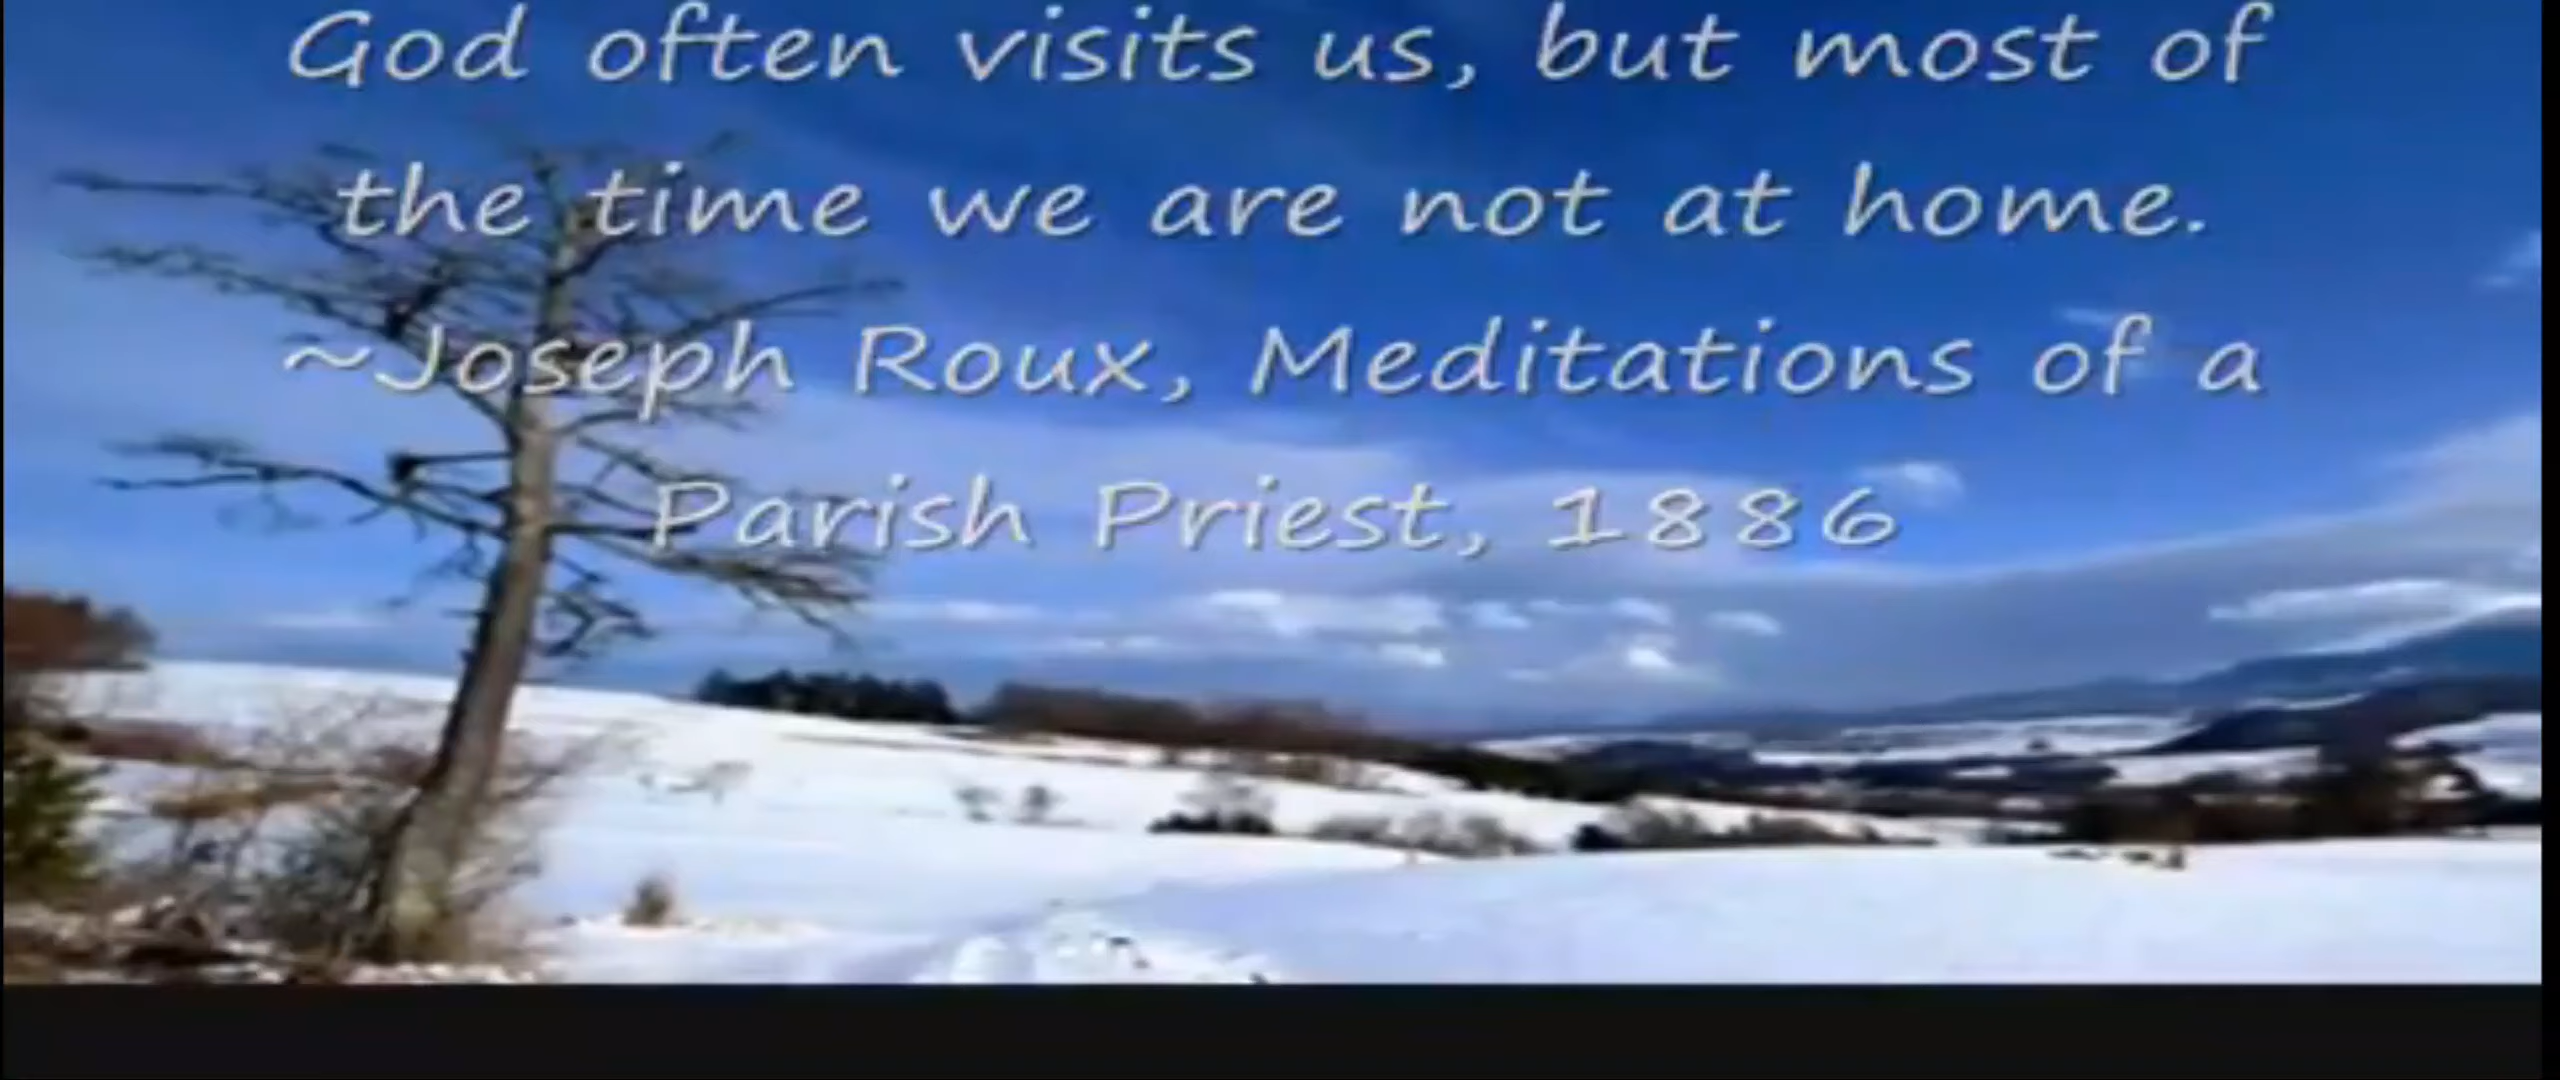 God often visits us, but most of
the time we are not at home.
~Joseph Roux, Meditations of a
Parish Priest, 1886